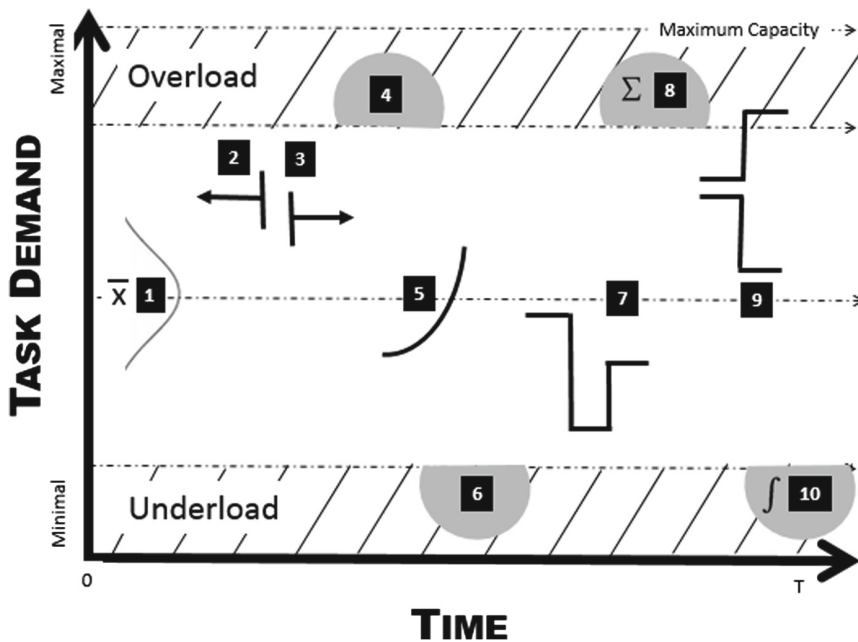 Maximal
Maximum Capacity
Overload
4
Σ 8
2
3
x̄ 1
5
7
9
TASK DEMAND
6
∫ 10
Underload
Minimal
0
T
TIME